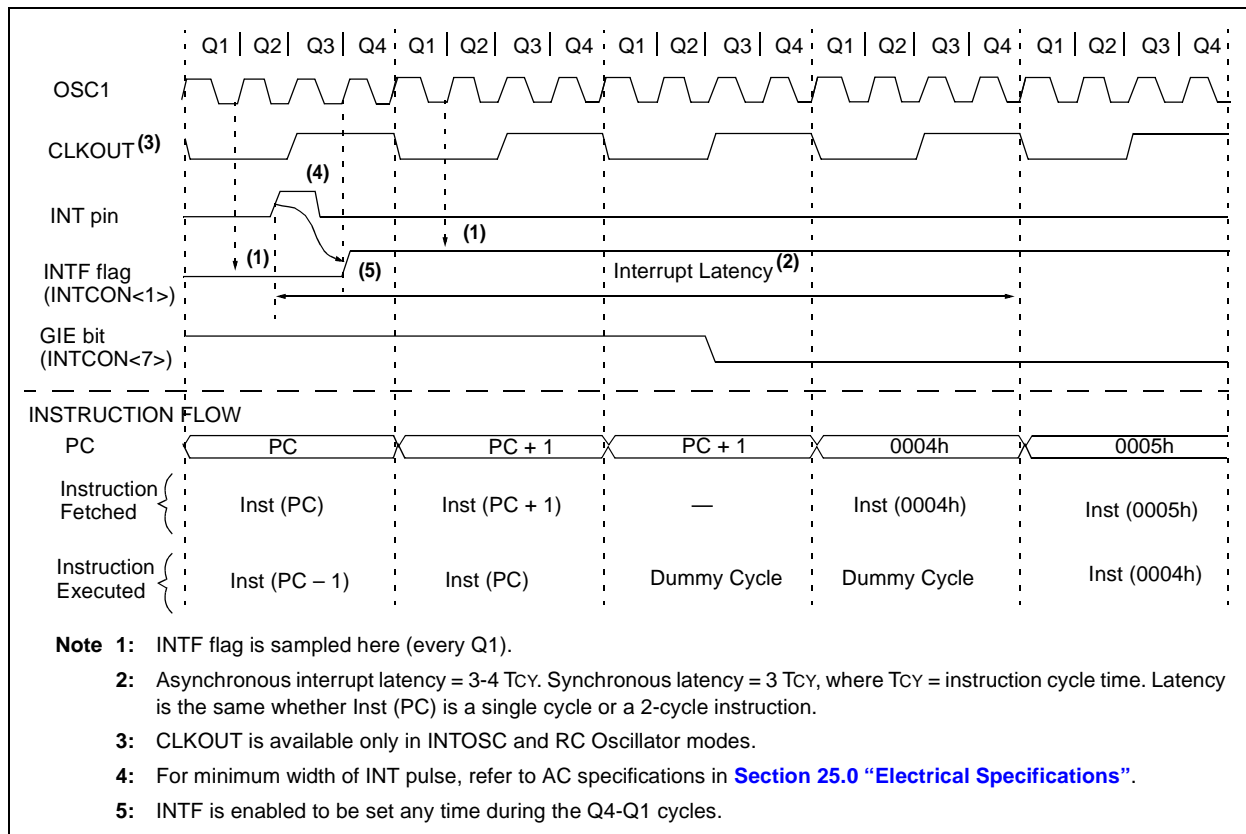 Q1 Q2 Q3 Q4 Q1 Q2 Q3 Q4 Q1 Q2 Q3 Q4 Q1 Q2 Q3 Q4 Q1 Q2 Q3 Q4
OSC1
CLKOUT (3)
(4)
INT pin
(1) (1)
INTF flag
(INTCON<1>)
(5)
Interrupt Latency (2)
GIE bit
(INTCON<7>)
INSTRUCTION FLOW
PC PC PC + 1 PC + 1 0004h 0005h
Instruction
Fetched
Inst (PC) Inst (PC + 1) — Inst (0004h) Inst (0005h)
Instruction
Executed
Inst (PC – 1) Inst (PC) Dummy Cycle Dummy Cycle Inst (0004h)
Note 1: INTF flag is sampled here (every Q1).
2: Asynchronous interrupt latency = 3-4 TCY. Synchronous latency = 3 TCY, where TCY = instruction cycle time. Latency
is the same whether Inst (PC) is a single cycle or a 2-cycle instruction.
3: CLKOUT is available only in INTOSC and RC Oscillator modes.
4: For minimum width of INT pulse, refer to AC specifications in Section 25.0 “Electrical Specifications”.
5: INTF is enabled to be set any time during the Q4-Q1 cycles.